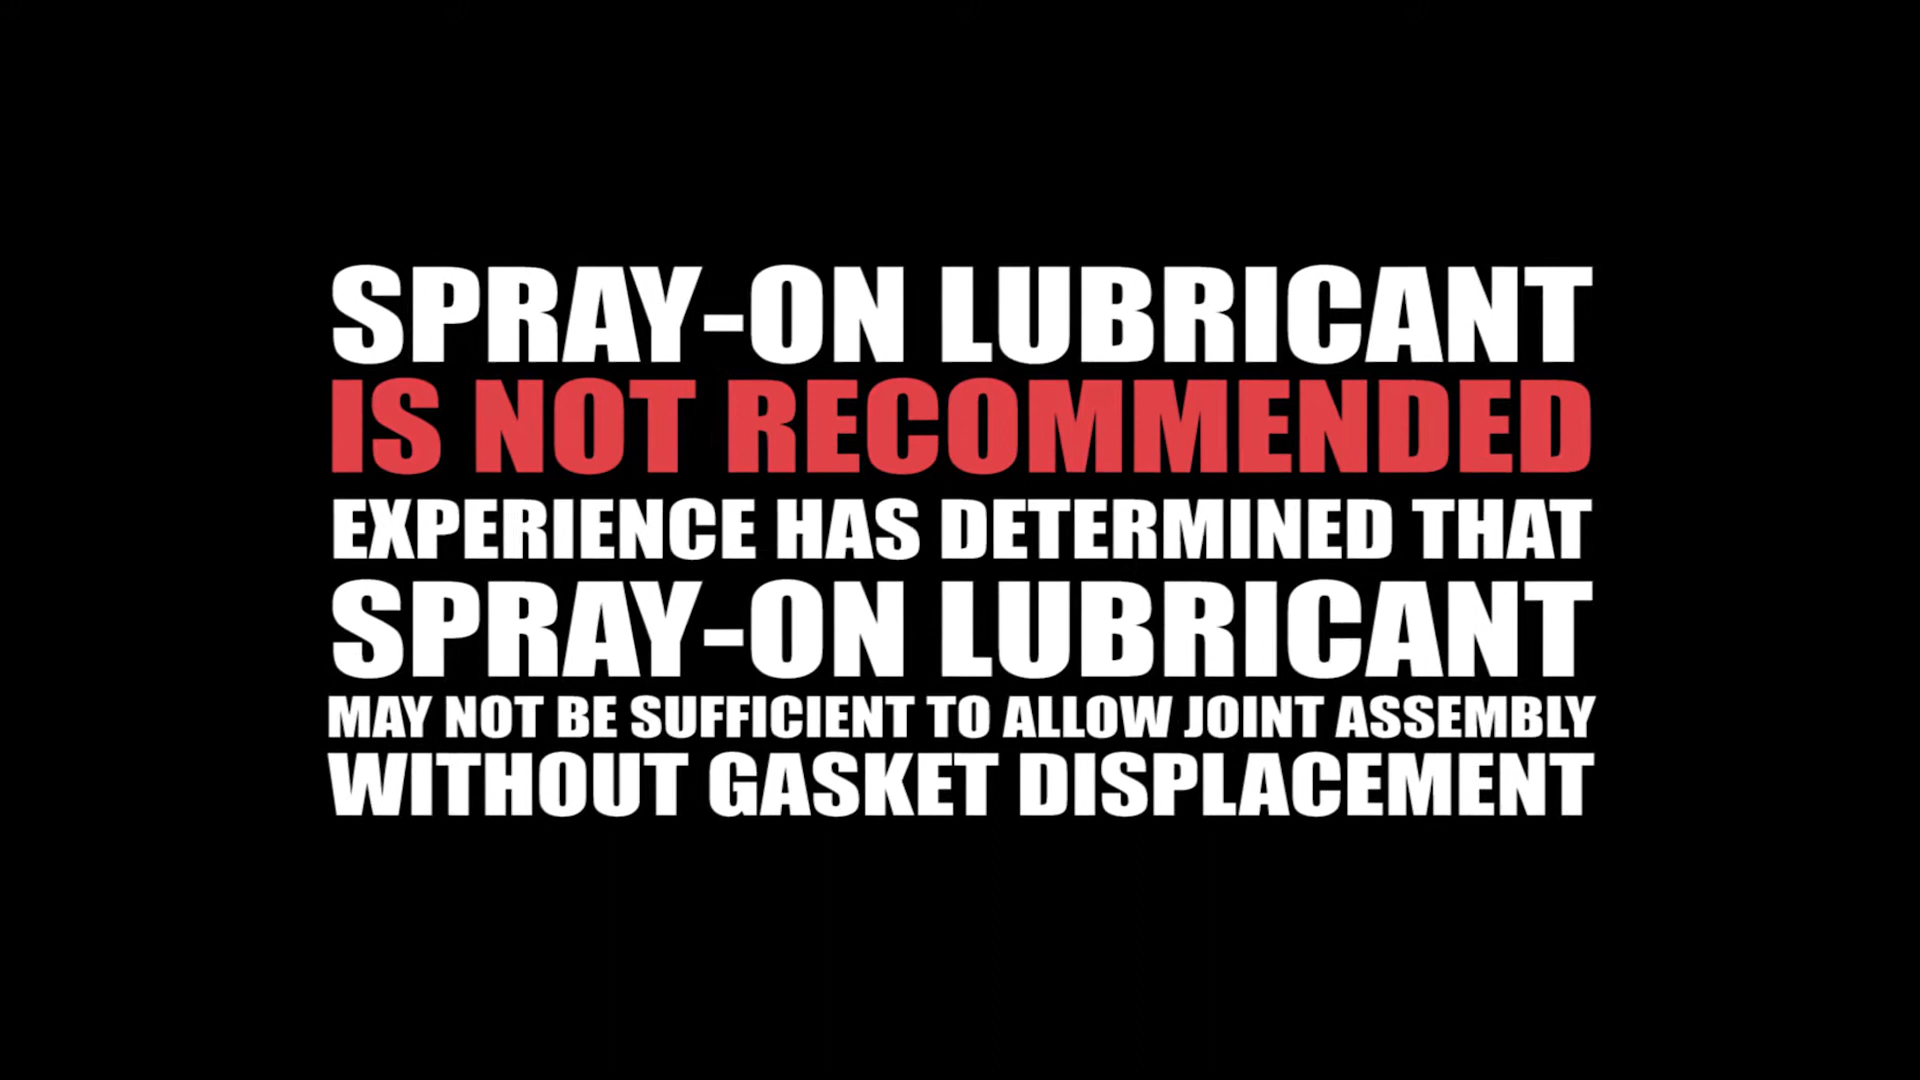 SPRAY-ON LUBRICANT
IS NOT RECOMMENDED
EXPERIENCE HAS DETERMINED THAT
SPRAY-ON LUBRICANT
MAY NOT BE SUFFICIENT TO ALLOW JOINT ASSEMBLY
WITHOUT GASKET DISPLACEMENT